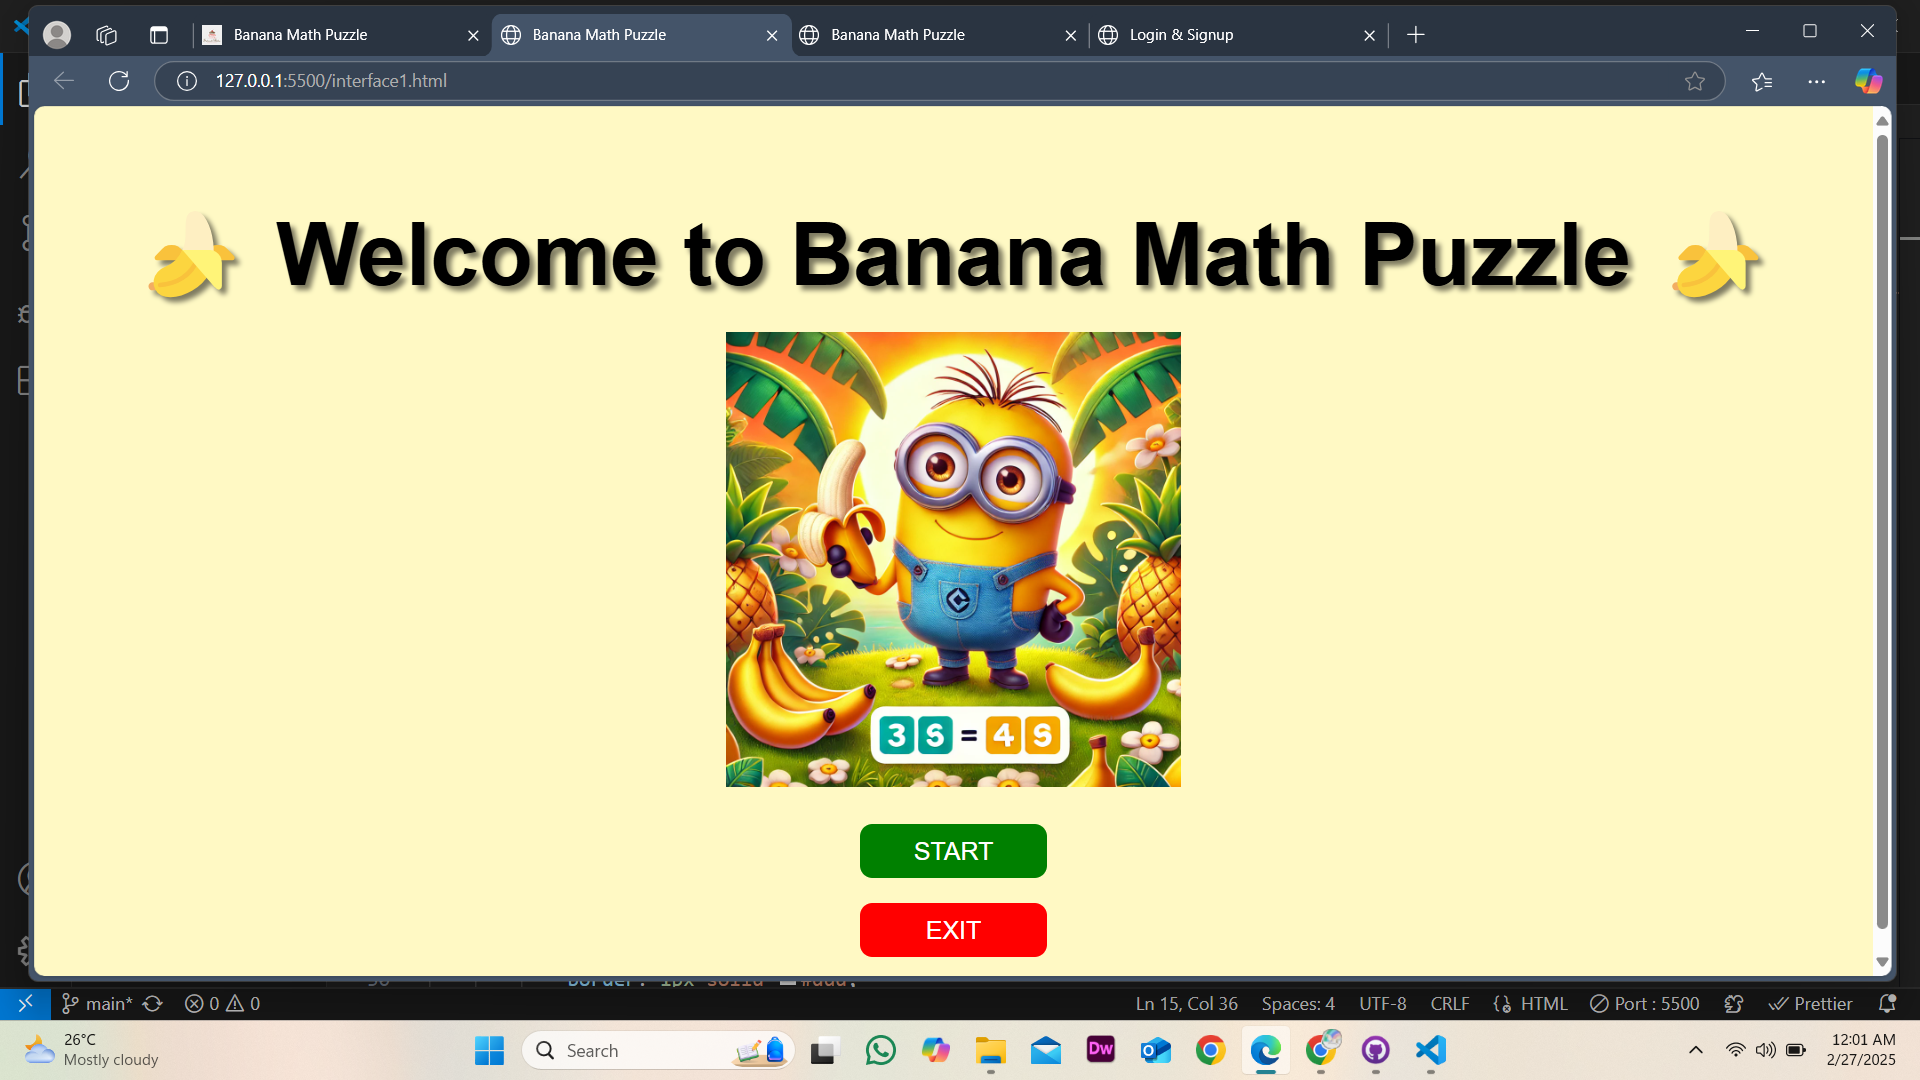 Banana Math Puzzle
Banana Math Puzzle
Banana Math Puzzle
Login & Signup
127.0.0.1:5500/interface1.html
Welcome to Banana Math Puzzle
3 S = 4 S
START
EXIT
main* 0 0
Ln 15, Col 36 Spaces: 4 UTF-8 CRLF HTML Port : 5500 Prettier
26°C
Mostly cloudy
Search
Dw
12:01 AM
2/27/2025